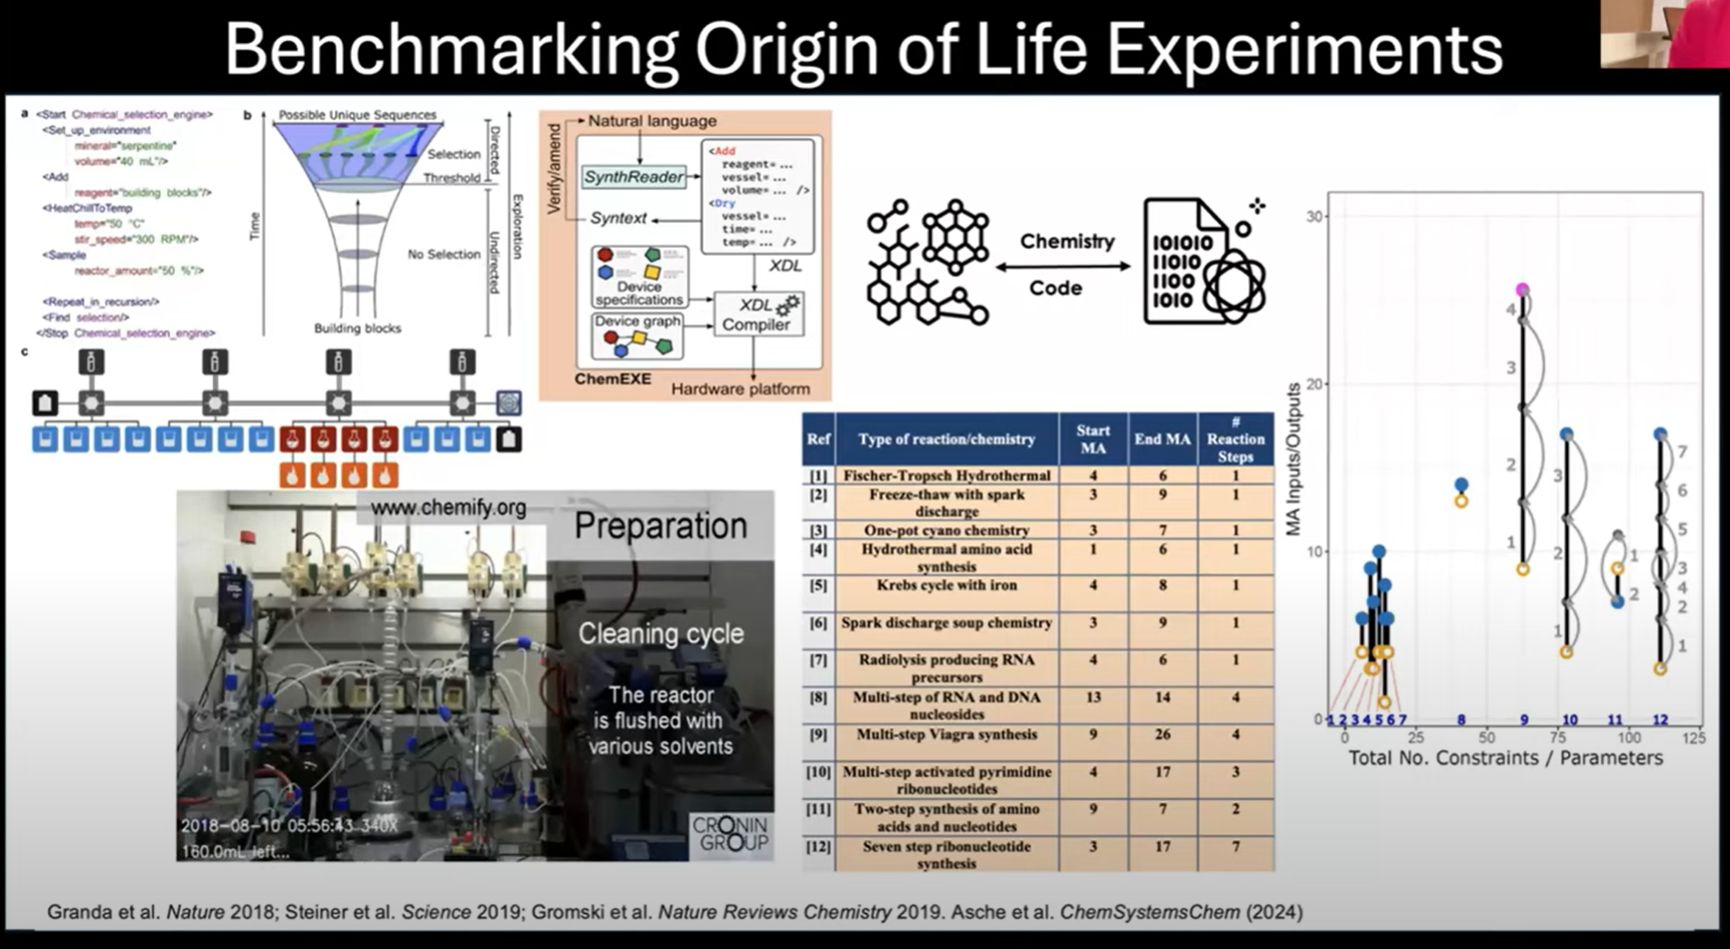 Benchmarking Origin of Life Experiments
a
<Start Chemical_selection_engine>
<Set_up_environment
mineral="serpentine"
volume="40 mL"/>
<Add
reagent="building blocks"/>
<HeatChillToTemp
temp="50 °C"
stir_speed="300 RPM"/>
<Sample
reactor_amount="50 %"/>
<Repeat_in_recursion/>
<Find selection/>
</Stop Chemical_selection_engine>
b
Possible Unique Sequences
Time
Selection
Threshold
No Selection
Directed
Undirected
Exploration
Building blocks
c
Natural language
Verify/amend
SynthReader
Syntext
<Add
reagent= ...
vessel= ...
volume= ... />
<Dry
vessel= ...
time= ...
temp= ... />
XDL
Device
specifications
Device graph
XDL
Compiler
ChemEXE
Hardware platform
Chemistry
Code
101010
11010
1100
1010
www.chemify.org
Preparation
Cleaning cycle
The reactor
is flushed with
various solvents
2018-08-10 05:56:43 340X
160.0mL left...
CRONIN
GROUP
Ref Type of reaction/chemistry Start MA End MA # Reaction Steps
[1] Fischer-Tropsch Hydrothermal 4 6 1
[2] Freeze-thaw with spark discharge 3 9 1
[3] One-pot cyano chemistry 3 7 1
[4] Hydrothermal amino acid synthesis 1 6 1
[5] Krebs cycle with iron 4 8 1
[6] Spark discharge soup chemistry 3 9 1
[7] Radiolysis producing RNA precursors 4 6 1
[8] Multi-step of RNA and DNA nucleosides 13 14 4
[9] Multi-step Viagra synthesis 9 26 4
[10] Multi-step activated pyrimidine ribonucleotides 4 17 3
[11] Two-step synthesis of amino acids and nucleotides 9 7 2
[12] Seven step ribonucleotide synthesis 3 17 7
MA Inputs/Outputs
30
20
10
0
4
3
2
1
3
2
1
1
2
7
6
5
3
4
2
1
1 2 3 4 5 6 7 8 9 10 11 12
0 25 50 75 100 125
Total No. Constraints / Parameters
Granda et al. Nature 2018; Steiner et al. Science 2019; Gromski et al. Nature Reviews Chemistry 2019. Asche et al. ChemSystemsChem (2024)